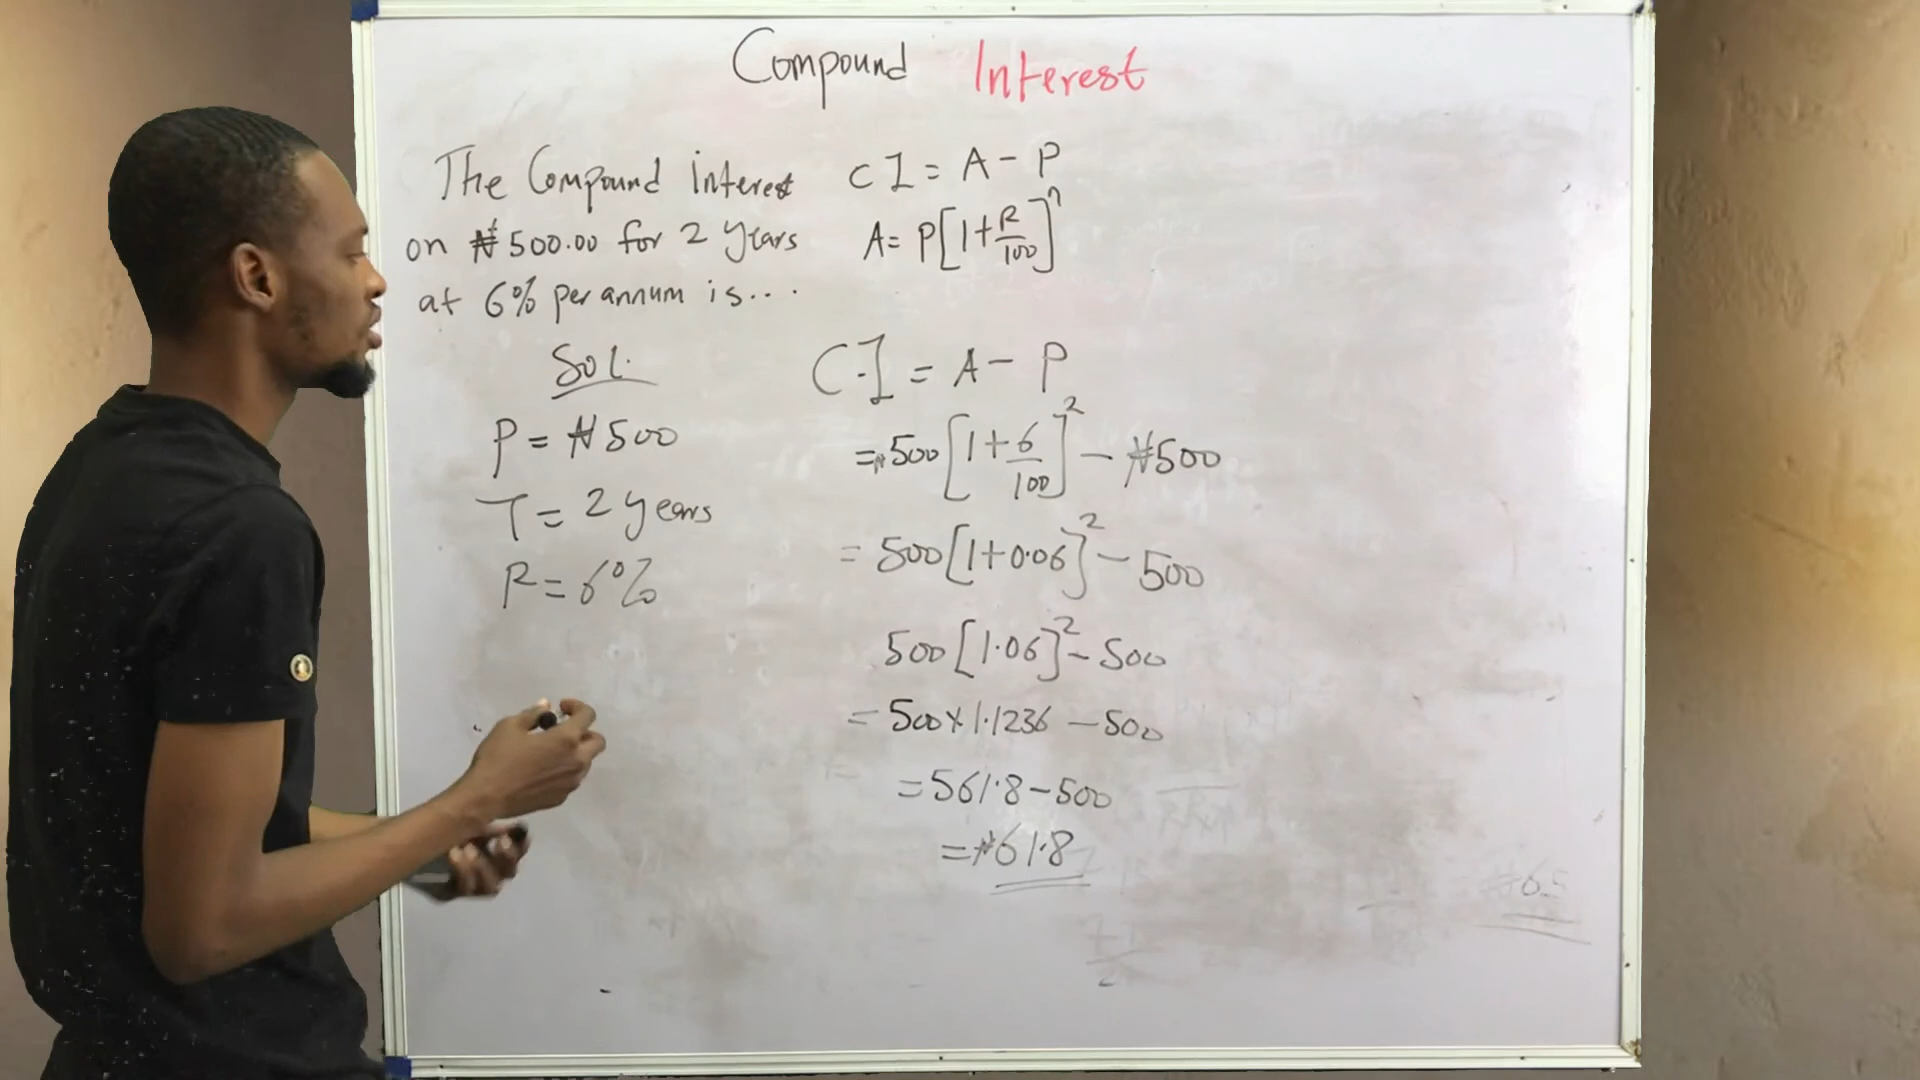 Compound Interest
The Compound interest
on ₦500.00 for 2 years
at 6% per annum is...
Sol.
P = ₦500
T = 2 years
R = 6%
CI = A - P
A = P[1+R/100]^n
C.I = A - P
= ₦500[1+6/100]^2 - ₦500
= 500[1+0.06]^2 - 500
500[1.06]^2 - 500
= 500 x 1.1236 - 500
= 561.8 - 500
= ₦61.8